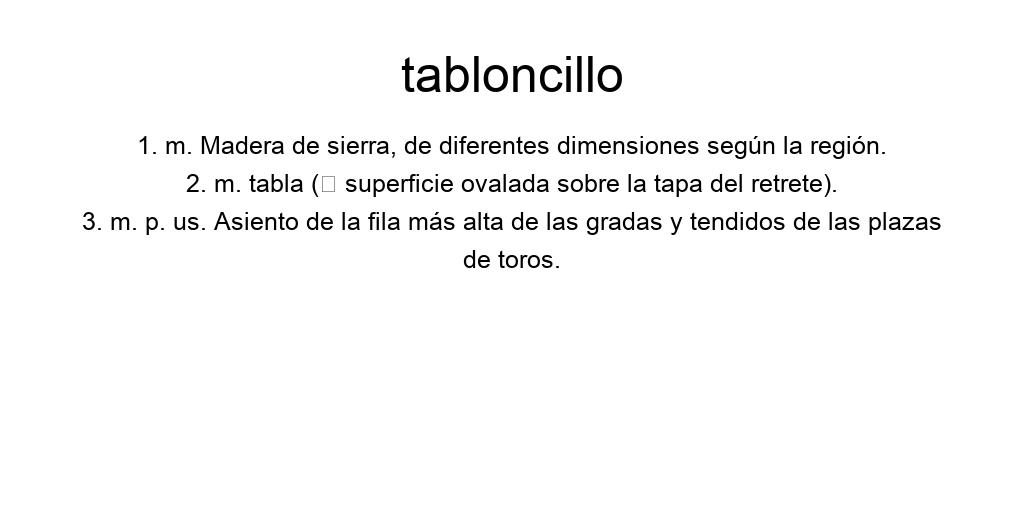 tabloncillo
1. m. Madera de sierra, de diferentes dimensiones según la región.
2. m. tabla (□ superficie ovalada sobre la tapa del retrete).
3. m. p. us. Asiento de la fila más alta de las gradas y tendidos de las plazas
de toros.